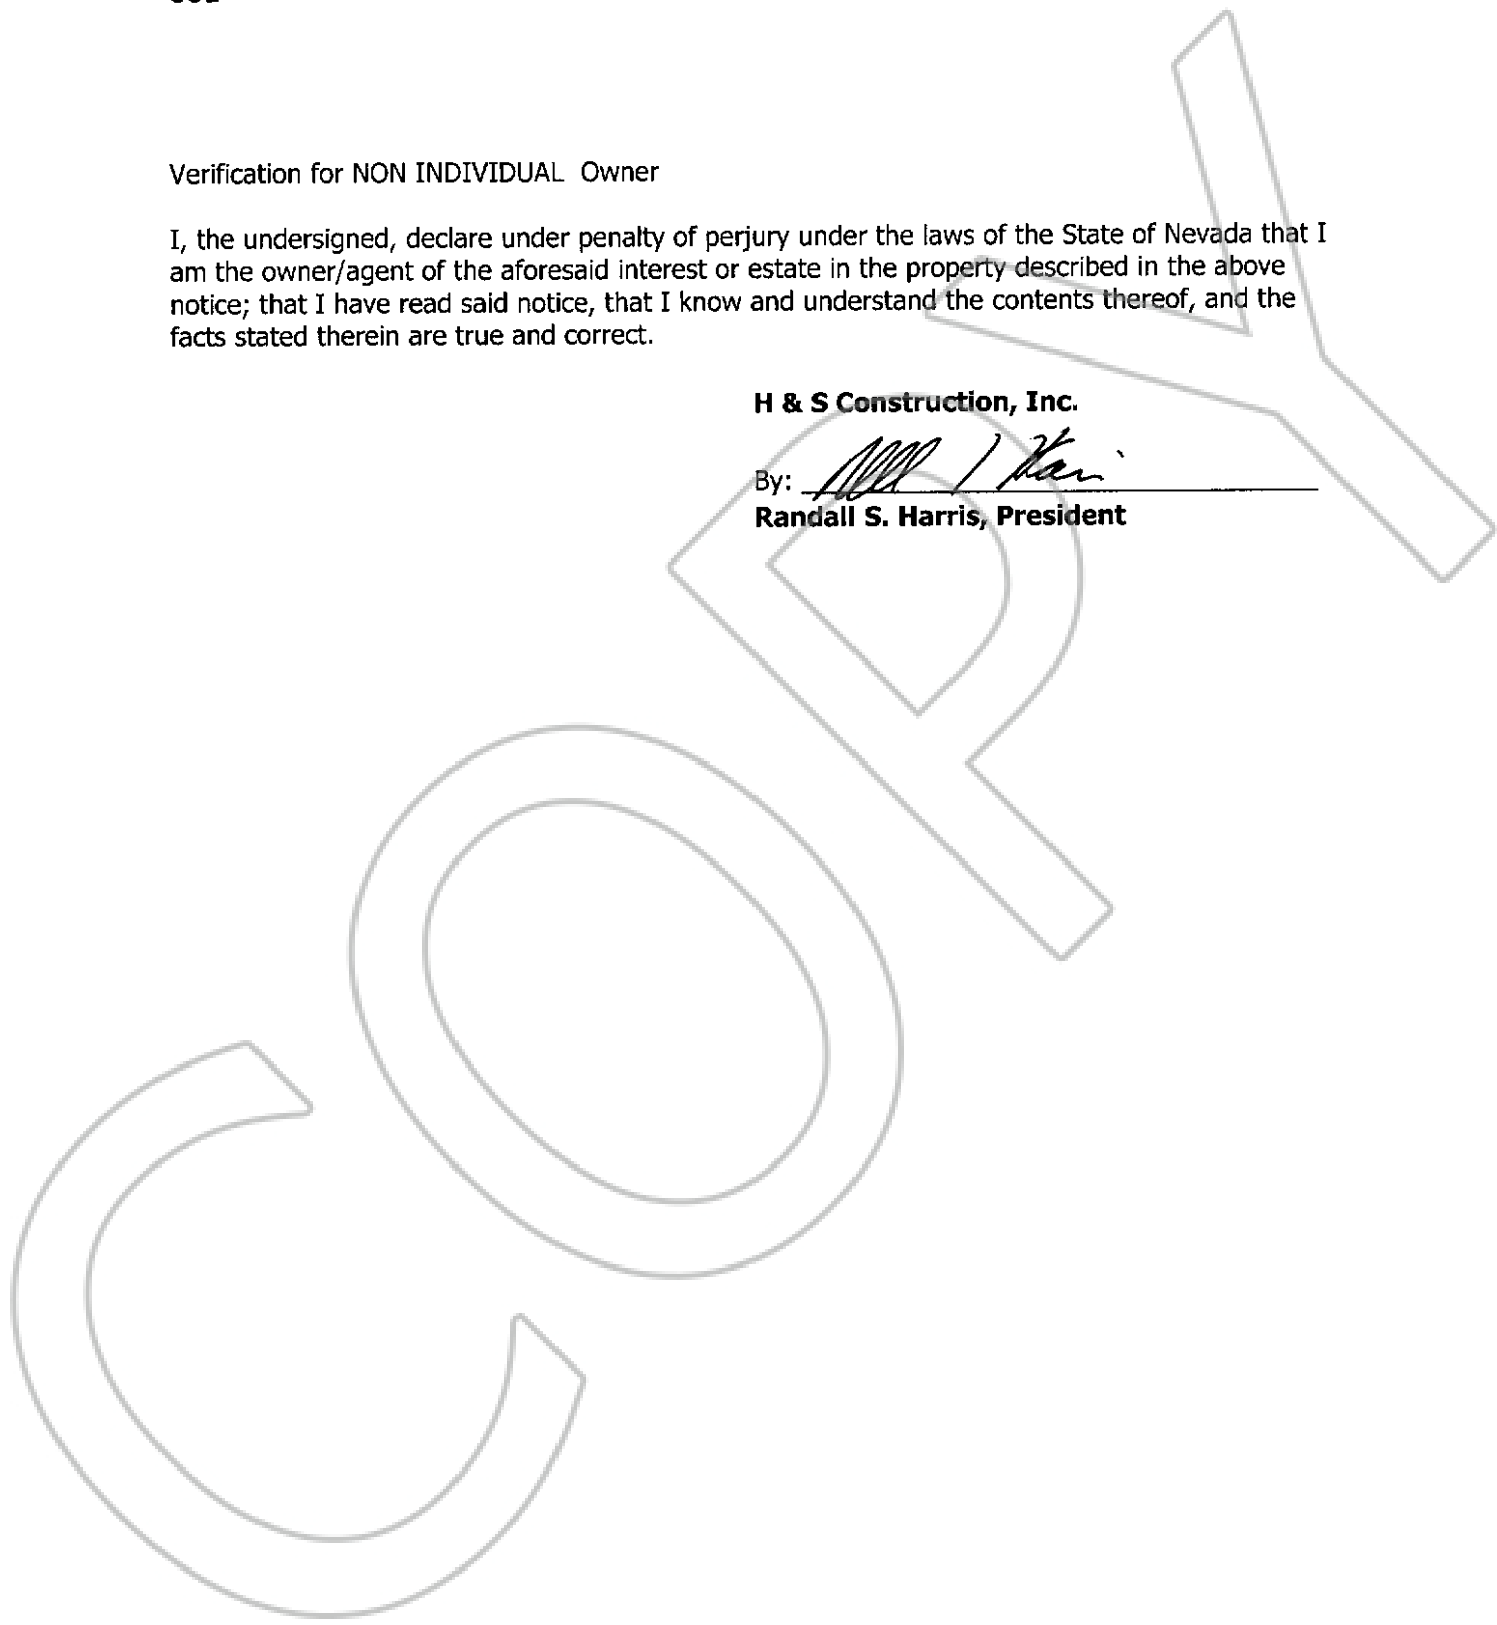 Verification for NON INDIVIDUAL Owner
I, the undersigned, declare under penalty of perjury under the laws of the State of Nevada that I
am the owner/agent of the aforesaid interest or estate in the property described in the above
notice; that I have read said notice, that I know and understand the contents thereof, and the
facts stated therein are true and correct.
H & S Construction, Inc.
By:
Randall S. Harris, President
COPY